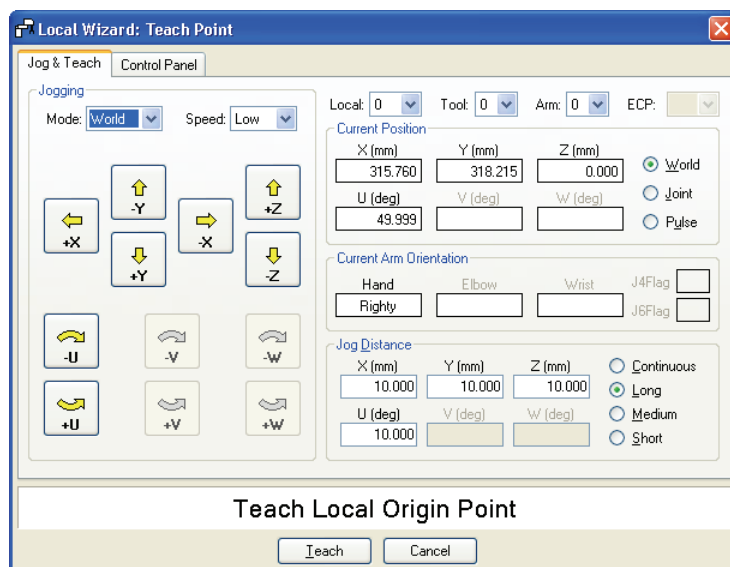 Local Wizard: Teach Point
Jog & Teach Control Panel
Jogging
Mode: World Speed: Low
+X
-Y
+Y
-X
+Z
-Z
-U
-V
-W
+U
+V
+W
Local: 0 Tool: 0 Arm: 0 ECP:
Current Position
X (mm) Y (mm) Z (mm)
315.760 318.215 0.000
U (deg) V (deg) W (deg)
49.999
World
Joint
Pulse
Current Arm Orientation
Hand Elbow Wrist
Righty
J4Flag
J6Flag
Jog Distance
X (mm) Y (mm) Z (mm)
10.000 10.000 10.000
U (deg) V (deg) W (deg)
10.000
Continuous
Long
Medium
Short
Teach Local Origin Point
Teach Cancel